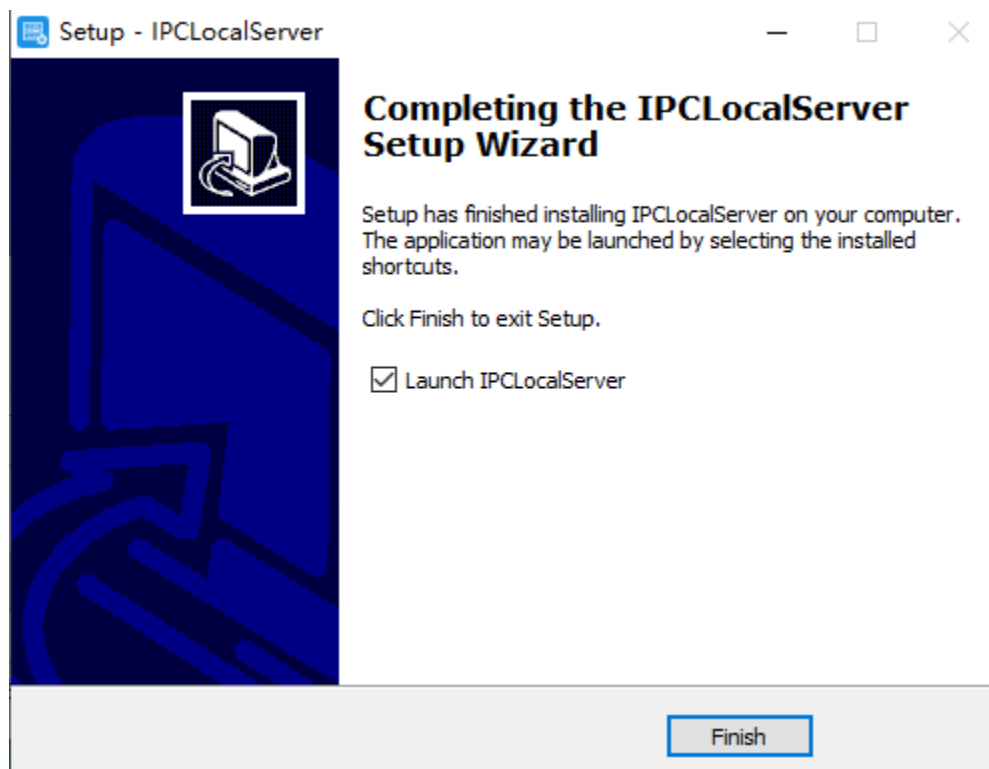 Setup - IPCLocalServer
Completing the IPCLocalServer
Setup Wizard
Setup has finished installing IPCLocalServer on your computer.
The application may be launched by selecting the installed
shortcuts.
Click Finish to exit Setup.
Launch IPCLocalServer
Finish